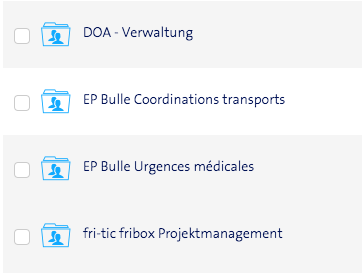 DOA - Verwaltung
EP Bulle Coordinations transports
EP Bulle Urgences médicales
fri-tic fribox Projektmanagement